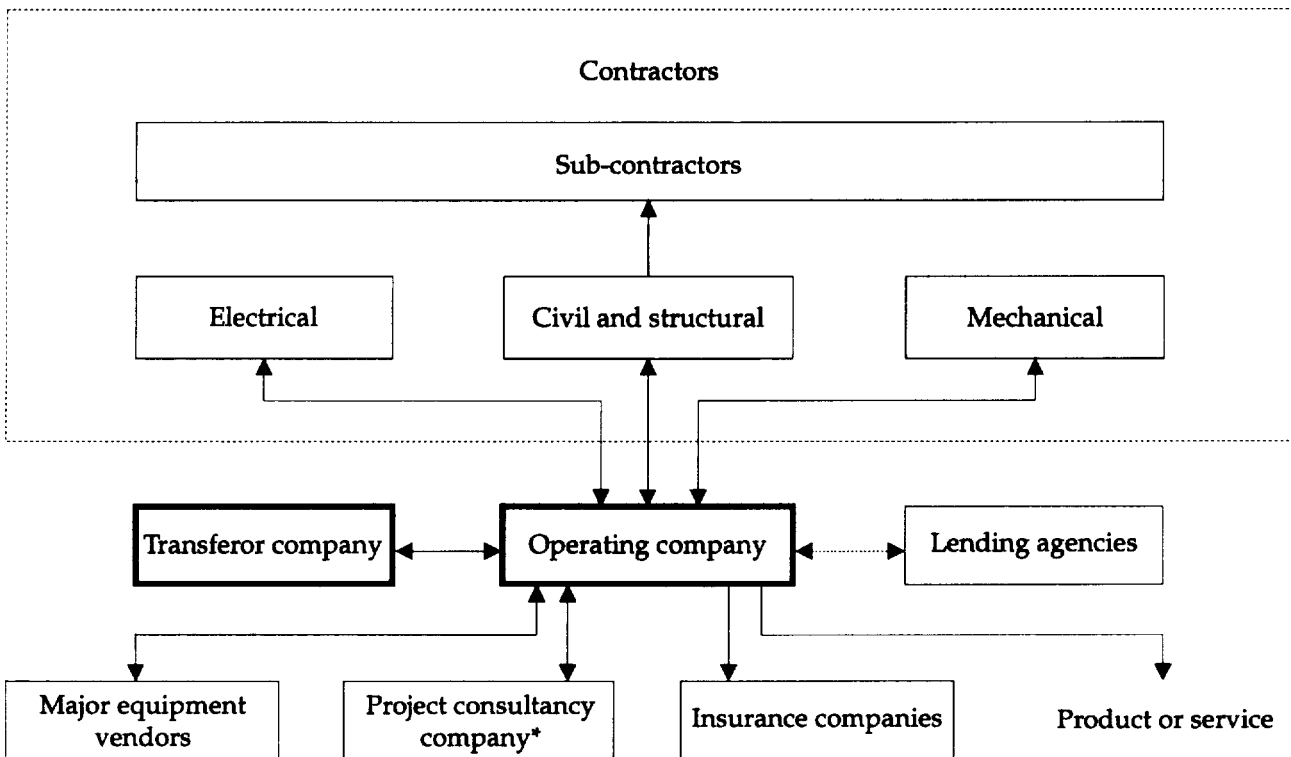 Contractors
Sub-contractors
Electrical
Civil and structural
Mechanical
Transferor company
Operating company
Lending agencies
Major equipment
vendors
Project consultancy
company*
Insurance companies
Product or service